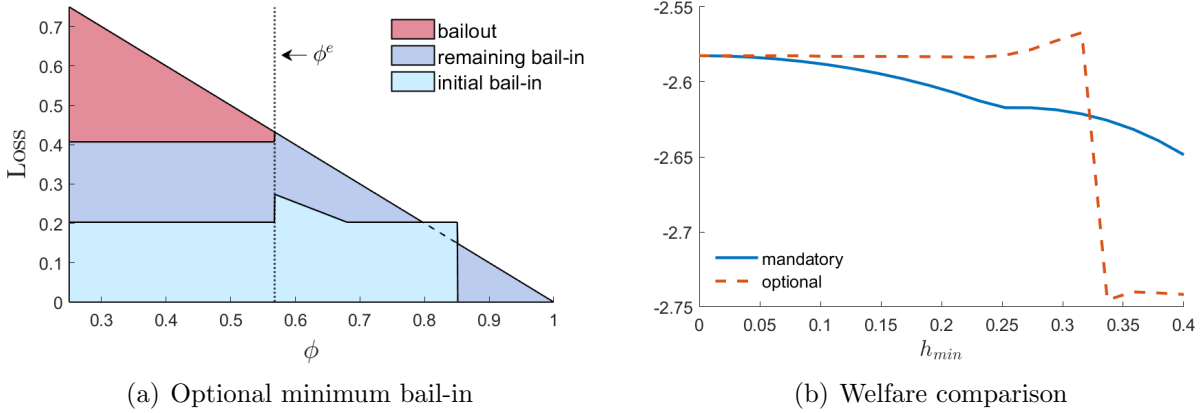 0.7
0.6
0.5
0.4
0.3
0.2
0.1
0
Loss
bailout
remaining bail-in
initial bail-in
← ϕᵉ
0.3 0.4 0.5 0.6 0.7 0.8 0.9 1
ϕ
(a) Optional minimum bail-in
-2.55
-2.6
-2.65
-2.7
-2.75
mandatory
optional
0 0.05 0.1 0.15 0.2 0.25 0.3 0.35 0.4
h_min
(b) Welfare comparison